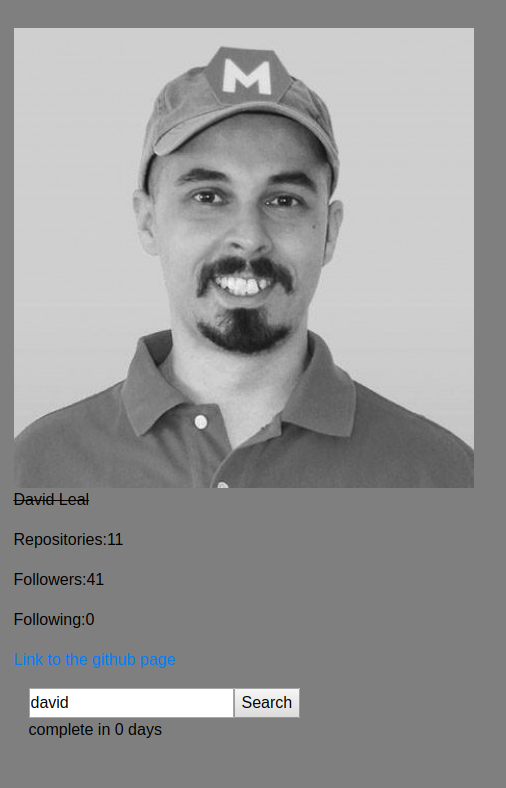 M
David Leal
Repositories:11
Followers:41
Following:0
Link to the github page
david Search
complete in 0 days